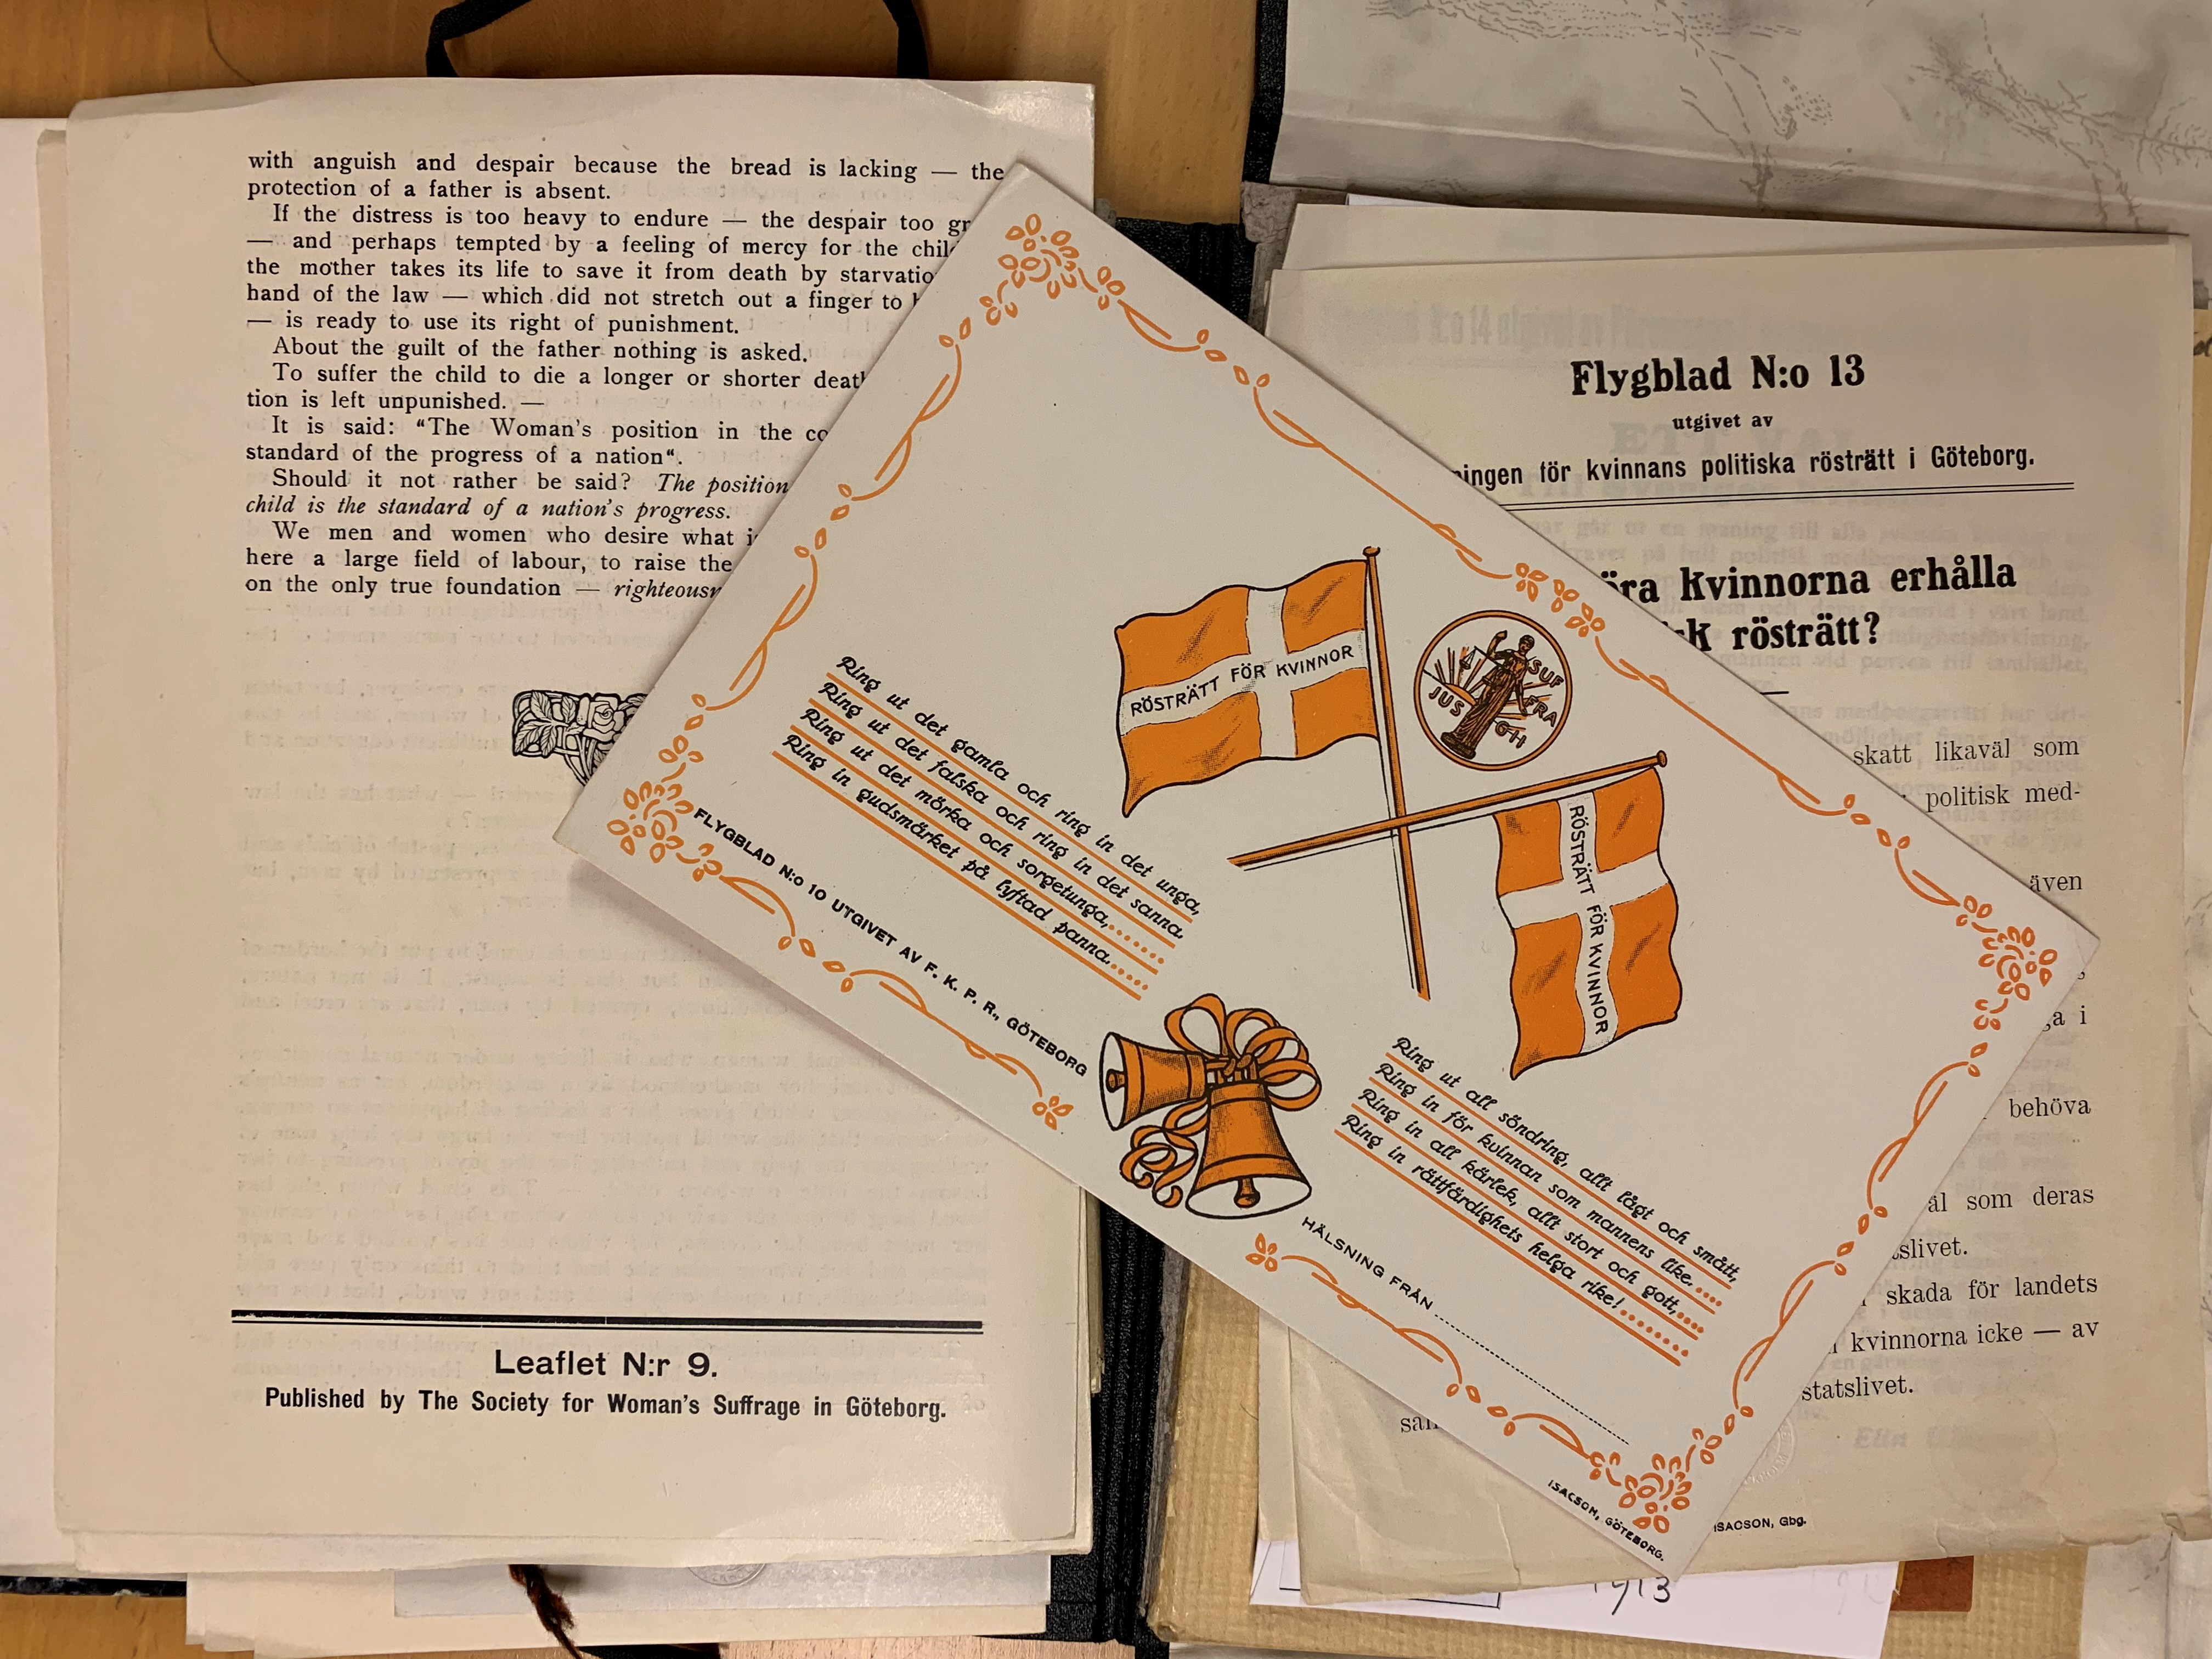 with anguish and despair because the bread is lacking — the
protection of a father is absent.
If the distress is too heavy to endure — the despair too
— and perhaps tempted by a feeling of mercy for the
the mother takes its life to save it from death by
hand of the law — which did not stretch out a finger to
— is ready to use its right of punishment.
About the guilt of the father nothing is asked.
To suffer the child to die a longer or shorter
tion is left unpunished. —
It is said: “The Woman's position in the
standard of the progress of a nation“.
Should it not rather be said? The position
child is the standard of a nation's progress.
We men and women who desire what
here a large field of labour, to raise the
on the only true foundation —
Leaflet N:r 9.
Published by The Society for Woman's Suffrage in Göteborg.
RÖSTRÄTT FÖR KVINNOR
JUS SUF
FRA
GII
RÖSTRÄTT FÖR KVINNOR
Ring ut det gamla och ring in det unga,
Ring ut det falska och ring in det sanna
Ring ut det mörka och sorgetunga,.......
Ring in gudsmärket på lyftad panna.....
FLYGBLAD N:o 10 UTGIVET AV F. K. P. R., GÖTEBORG
Ring ut all söndring, allt lågt och smått,
Ring in för kvinnan som mannens like....
Ring in all kärlek, allt stort och gott,....
Ring in rättfärdighets helga rike!........
HÄLSNING FRÅN
ISACSON, GÖTEBORG.
Flygblad N:o 13
utgivet av
för kvinnans politiska rösträtt i Göteborg.
kvinnorna erhålla
rösträtt?
skatt likaväl som
politisk med-
även
i
behöva
som deras
skada för landets
kvinnorna icke — av
statslivet.
ISACSON, Gbg.
1913